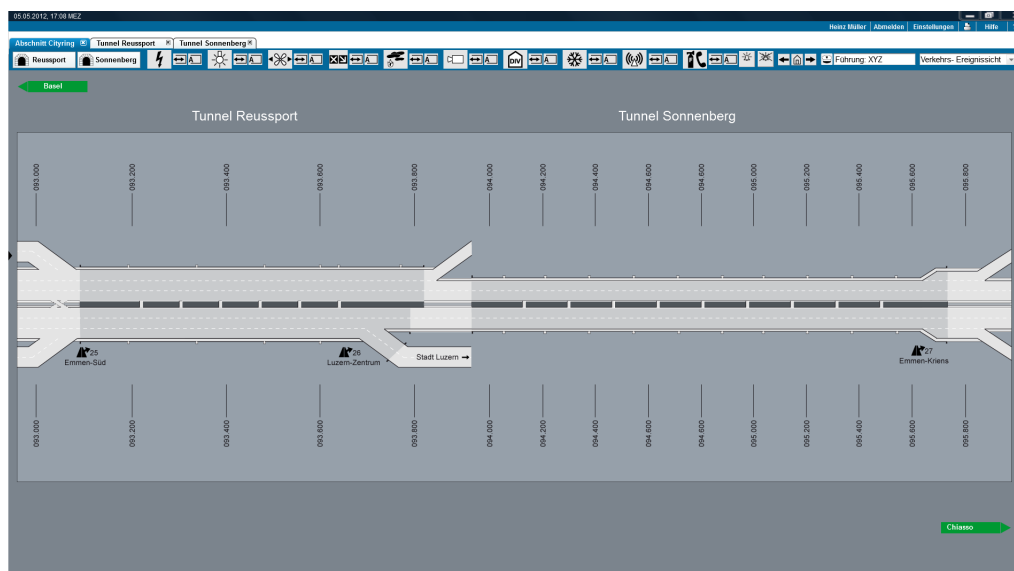 05.05.2012, 17:08 MEZ
Heinz Müller Abmelden Einstellungen Hilfe
Abschnitt Cityring Tunnel Reussport Tunnel Sonnenberg
Reussport Sonnenberg A A A A A A DIV A A A A Führung: XYZ Verkehrs- Ereignissicht
Basel
Tunnel Reussport Tunnel Sonnenberg
093.000 093.200 093.400 093.600 093.800 094.000 094.200 094.400 094.600 094.600 095.000 095.200 095.400 095.600 095.800
25 26 27
Emmen-Süd Luzern-Zentrum Stadt Luzern → Emmen-Kriens
093.000 093.200 093.400 093.600 093.800 094.000 094.200 094.400 094.600 094.600 095.000 095.200 095.400 095.600 095.800
Chiasso